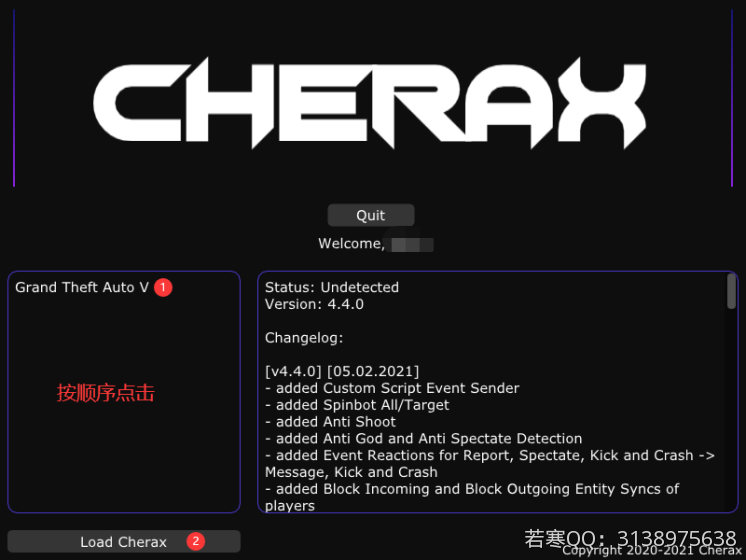 CHERAX
Quit
Welcome,
Grand Theft Auto V 1
按顺序点击
Load Cherax 2
Status: Undetected
Version: 4.4.0
Changelog:
[v4.4.0] [05.02.2021]
- added Custom Script Event Sender
- added Spinbot All/Target
- added Anti Shoot
- added Anti God and Anti Spectate Detection
- added Event Reactions for Report, Spectate, Kick and Crash ->
Message, Kick and Crash
- added Block Incoming and Block Outgoing Entity Syncs of
players
若寒QQ：3138975638
Copyright 2020-2021 Cherax